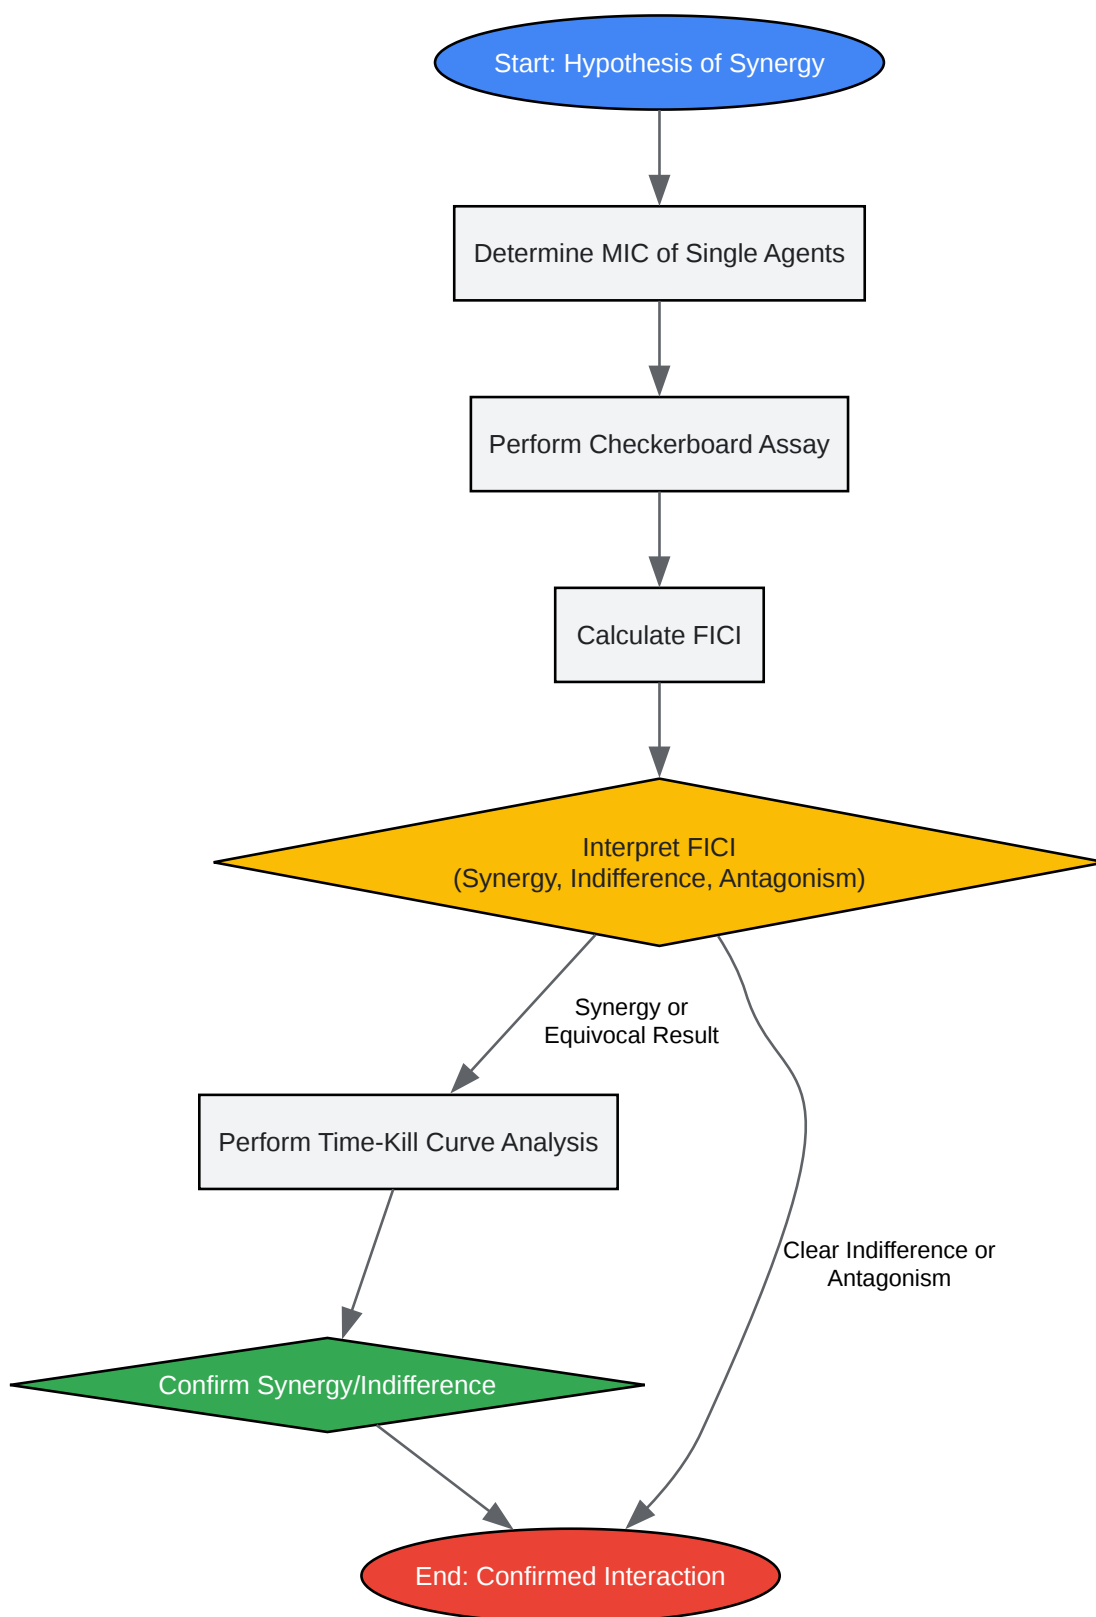 Start: Hypothesis of Synergy
Determine MIC of Single Agents
Perform Checkerboard Assay
Calculate FICI
Interpret FICI
(Synergy, Indifference, Antagonism)
Synergy or
Equivocal Result
Perform Time-Kill Curve Analysis
Clear Indifference or
Antagonism
Confirm Synergy/Indifference
End: Confirmed Interaction